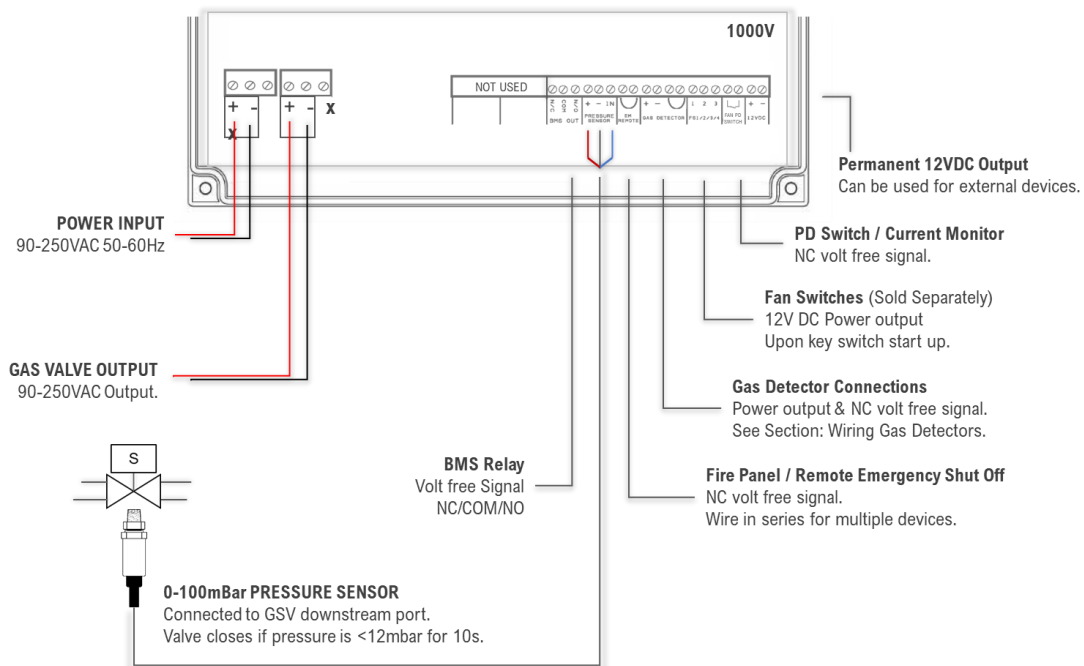 1000V
NOT USED
+ - + - X
X
N/C COM N/O + - IN + - 1 2 3 + -
BMS OUT PRESSURE SENSOR EM REMOTE GAS DETECTOR PS1/2/3/4 FAN PD SWITCH 12VDC
Permanent 12VDC Output
Can be used for external devices.
POWER INPUT
90-250VAC 50-60Hz
PD Switch / Current Monitor
NC volt free signal.
Fan Switches (Sold Separately)
12V DC Power output
Upon key switch start up.
GAS VALVE OUTPUT
90-250VAC Output.
Gas Detector Connections
Power output & NC volt free signal.
See Section: Wiring Gas Detectors.
S
BMS Relay
Volt free Signal
NC/COM/NO
Fire Panel / Remote Emergency Shut Off
NC volt free signal.
Wire in series for multiple devices.
0-100mBar PRESSURE SENSOR
Connected to GSV downstream port.
Valve closes if pressure is <12mbar for 10s.